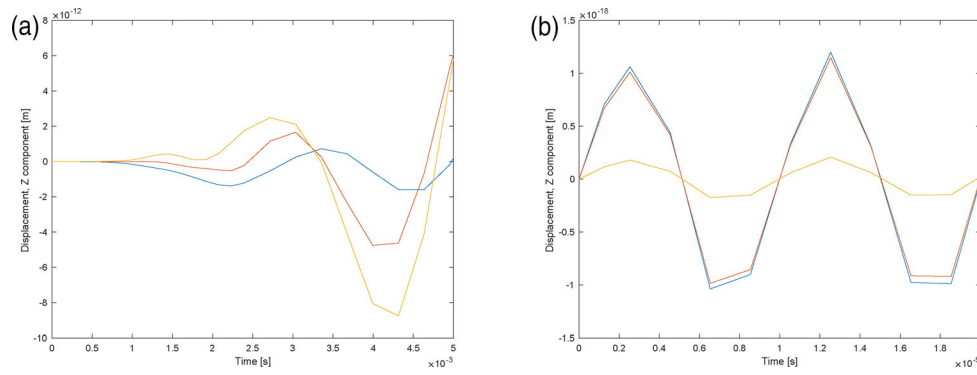 (a)
×10⁻¹²
8
6
4
2
0
-2
-4
-6
-8
-10
Displacement, Z component [m]
0 0.5 1 1.5 2 2.5 3 3.5 4 4.5 5
Time [s]
×10⁻³
(b)
×10⁻¹⁸
1.5
1
0.5
0
-0.5
-1
-1.5
Displacement, Z component [m]
0 0.2 0.4 0.6 0.8 1 1.2 1.4 1.6 1.8
Time [s]